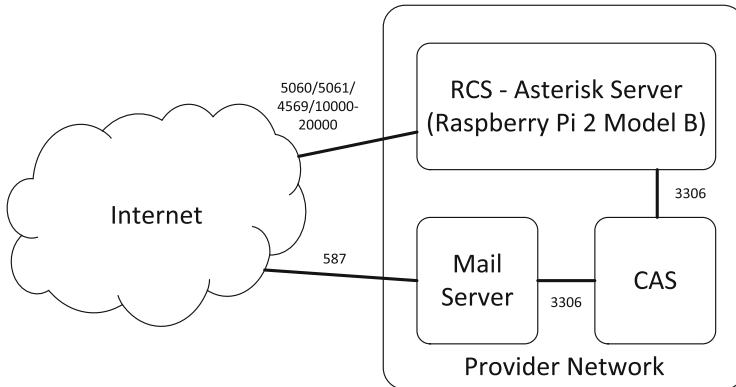 5060/5061/
4569/10000-
20000
RCS - Asterisk Server
(Raspberry Pi 2 Model B)
3306
Internet
587
Mail
Server
3306
CAS
Provider Network